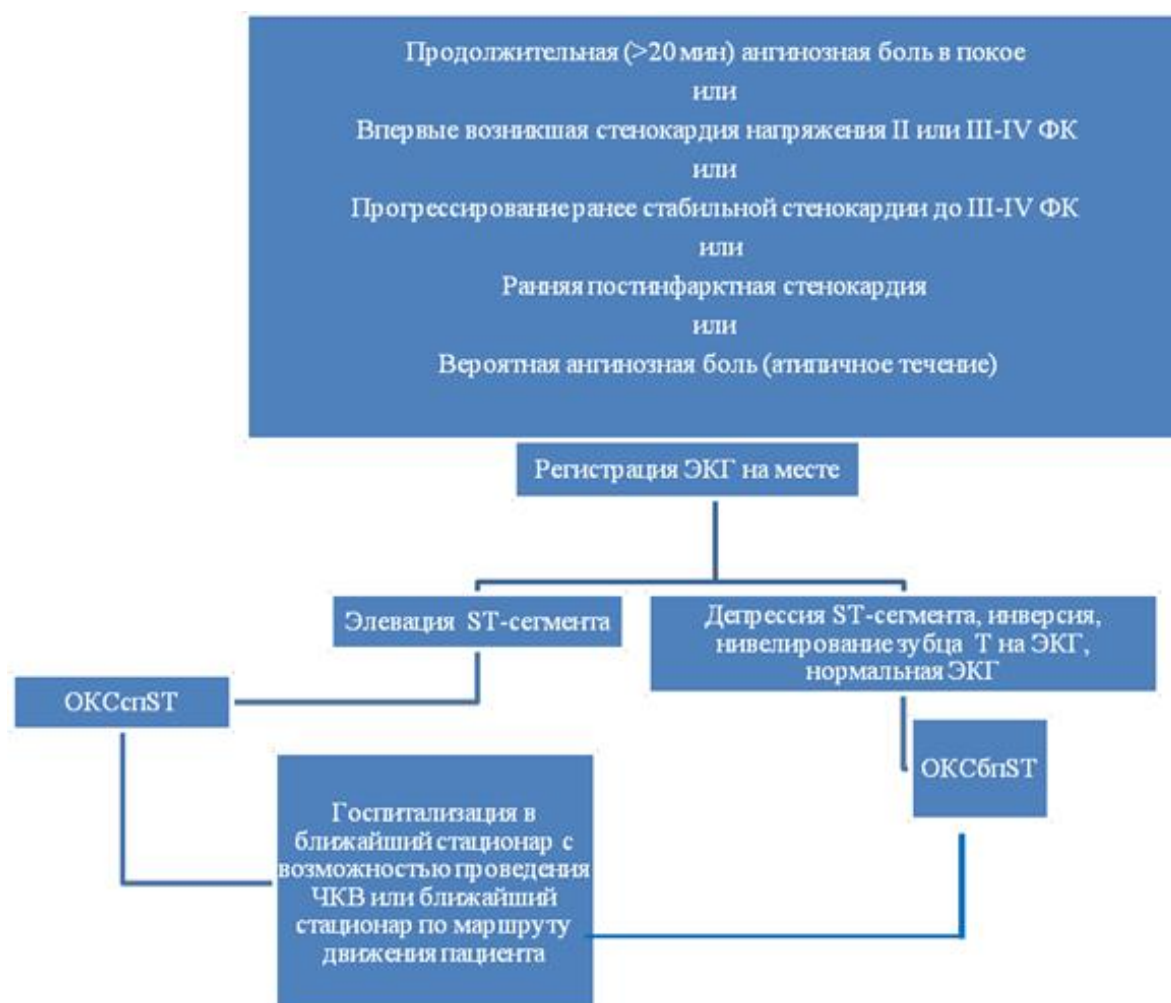 Продолжительная (>20 мин) ангинозная боль в покое
или
Впервые возникшая стенокардия напряжения II или III-IV ФК
или
Прогрессирование ранее стабильной стенокардии до III-IV ФК
или
Ранняя постинфарктная стенокардия
или
Вероятная ангинозная боль (атипичное течение)
Регистрация ЭКГ на месте
Элевация ST-сегмента
Депрессия ST-сегмента, инверсия,
нивелирование зубца Т на ЭКГ,
нормальная ЭКГ
ОКСспST
ОКСбпST
Госпитализация в
ближайший стационар с
возможностью проведения
ЧКВ или ближайший
стационар по маршруту
движения пациента